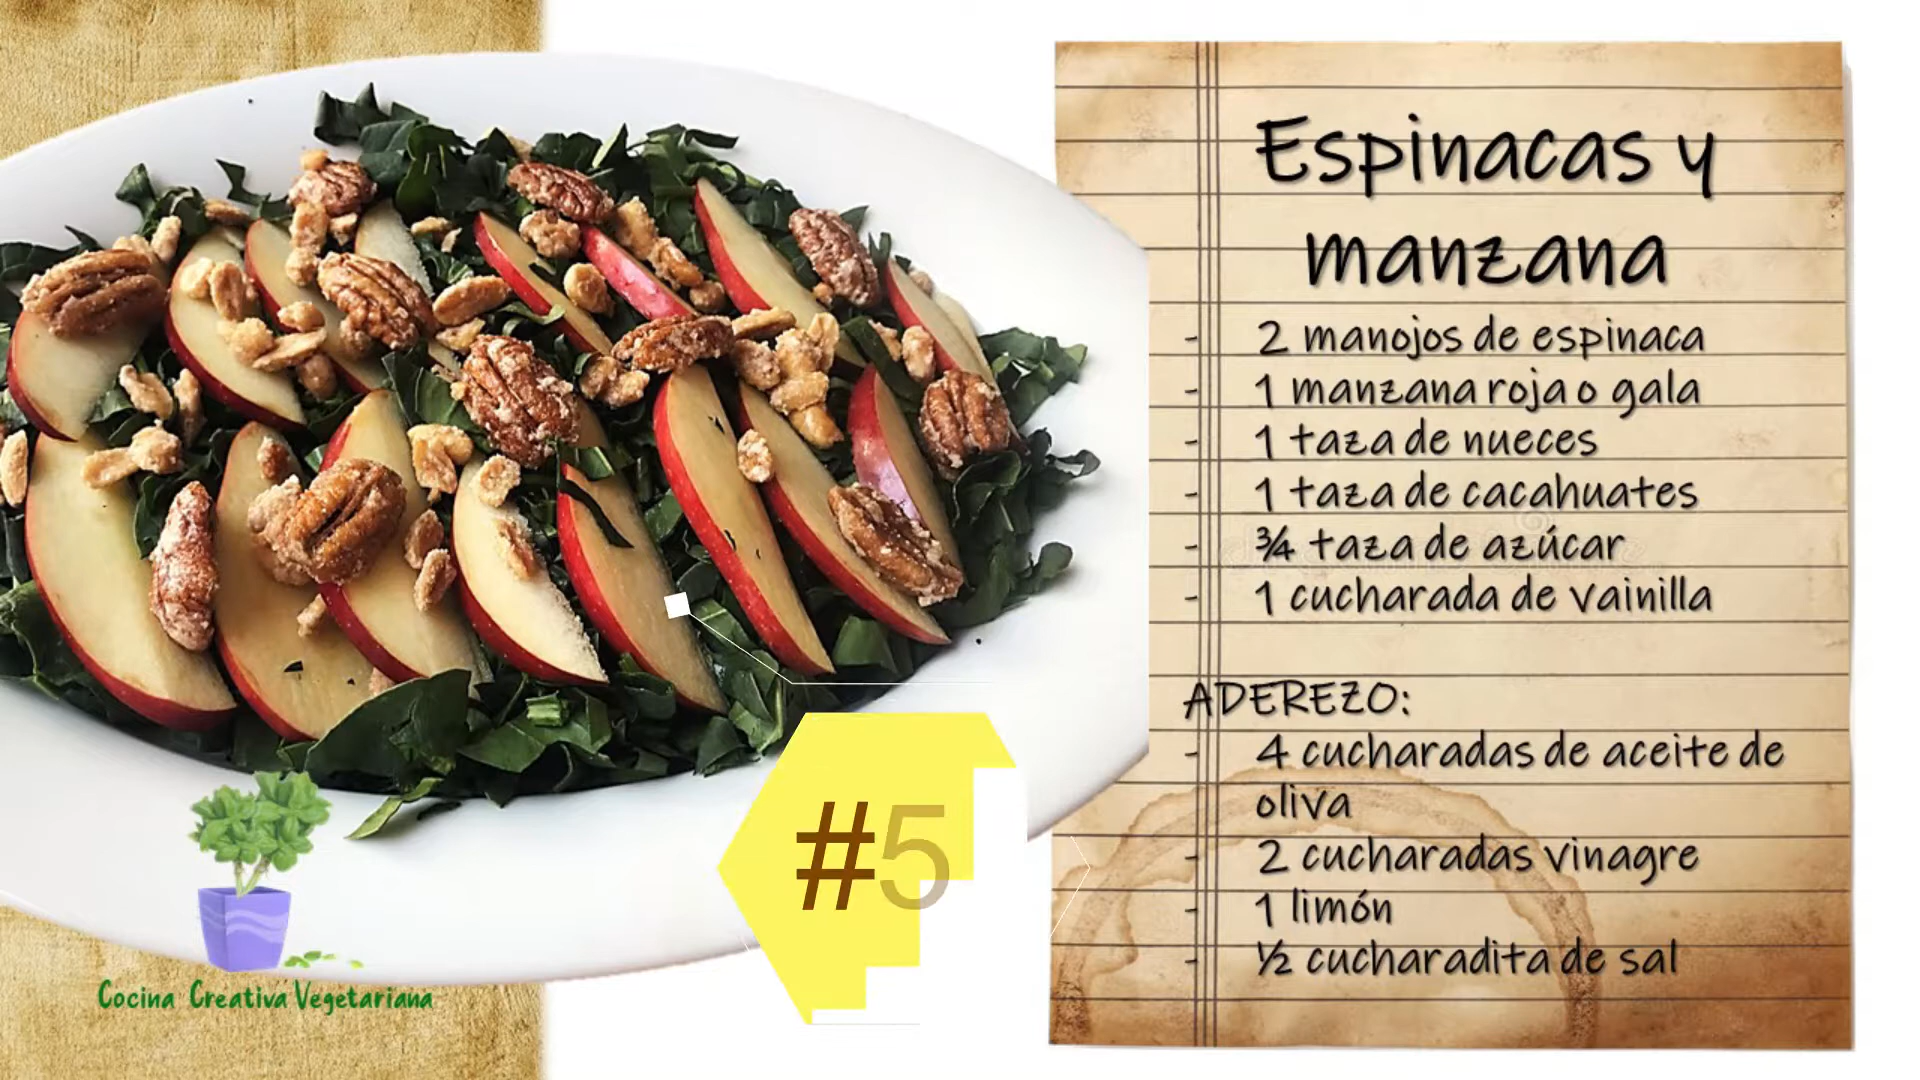 Espinacas y
manzana
- 2 manojos de espinaca
- 1 manzana roja o gala
- 1 taza de nueces
- 1 taza de cacahuates
- ¾ taza de azúcar
- 1 cucharada de vainilla
ADEREZO:
- 4 cucharadas de aceite de
oliva
- 2 cucharadas vinagre
- 1 limón
- ½ cucharadita de sal
#5
Cocina Creativa Vegetariana